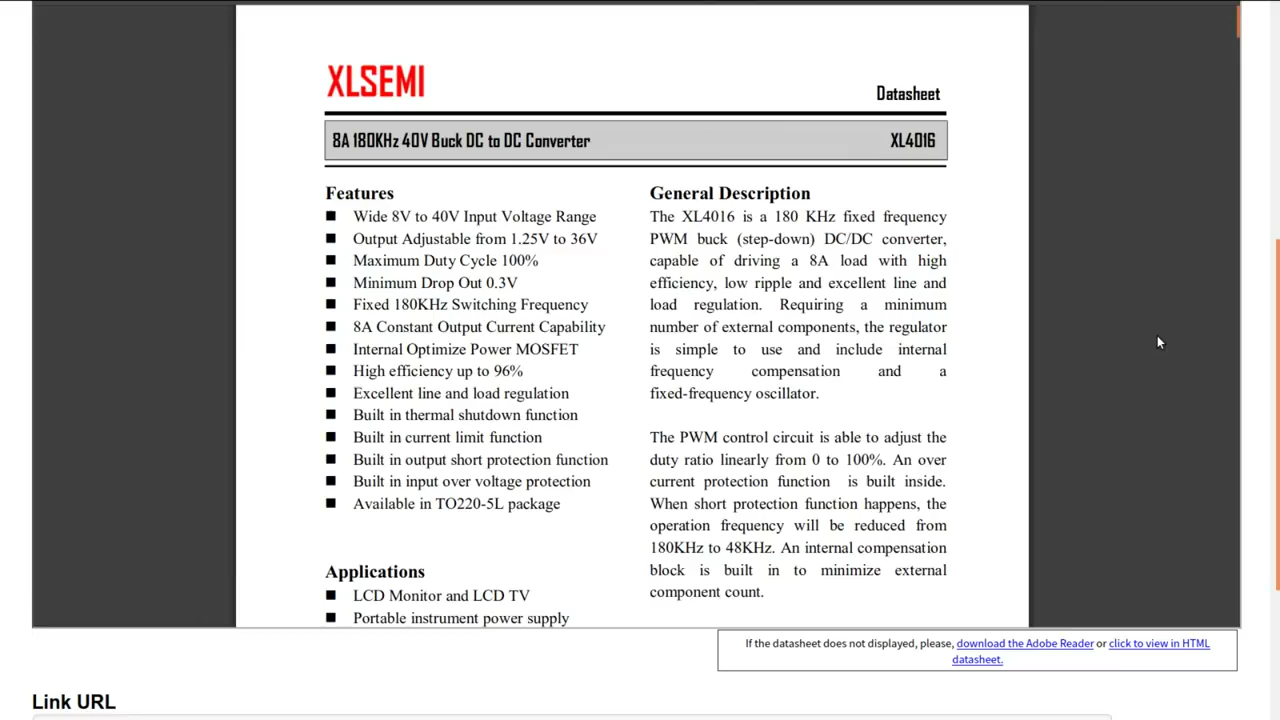 XLSEMI
Datasheet
8A 180KHz 40V Buck DC to DC Converter XL4016
Features
Wide 8V to 40V Input Voltage Range
Output Adjustable from 1.25V to 36V
Maximum Duty Cycle 100%
Minimum Drop Out 0.3V
Fixed 180KHz Switching Frequency
8A Constant Output Current Capability
Internal Optimize Power MOSFET
High efficiency up to 96%
Excellent line and load regulation
Built in thermal shutdown function
Built in current limit function
Built in output short protection function
Built in input over voltage protection
Available in TO220-5L package
Applications
LCD Monitor and LCD TV
Portable instrument power supply
General Description
The XL4016 is a 180 KHz fixed frequency
PWM buck (step-down) DC/DC converter,
capable of driving a 8A load with high
efficiency, low ripple and excellent line and
load regulation. Requiring a minimum
number of external components, the regulator
is simple to use and include internal
frequency compensation and a
fixed-frequency oscillator.
The PWM control circuit is able to adjust the
duty ratio linearly from 0 to 100%. An over
current protection function is built inside.
When short protection function happens, the
operation frequency will be reduced from
180KHz to 48KHz. An internal compensation
block is built in to minimize external
component count.
If the datasheet does not displayed, please, download the Adobe Reader or click to view in HTML
datasheet.
Link URL